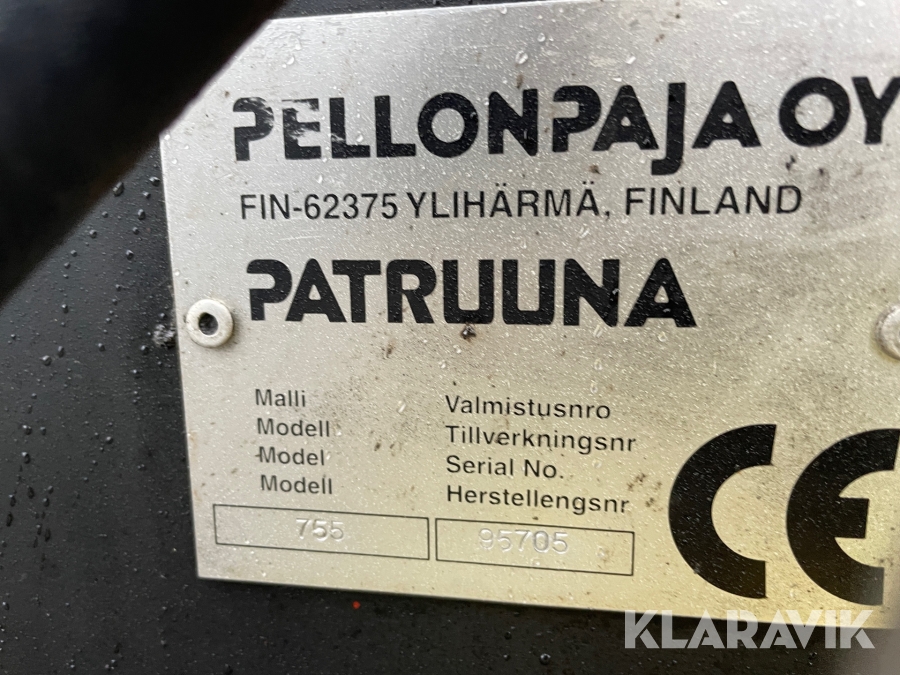 PELLONPAJA OY
FIN-62375 YLIHÄRMÄ, FINLAND
PATRUUNA
Malli Valmistusnro
Modell Tillverkningsnr
Model Serial No.
Modell Herstellengsnr
755 95705
CE
KLARAVIK